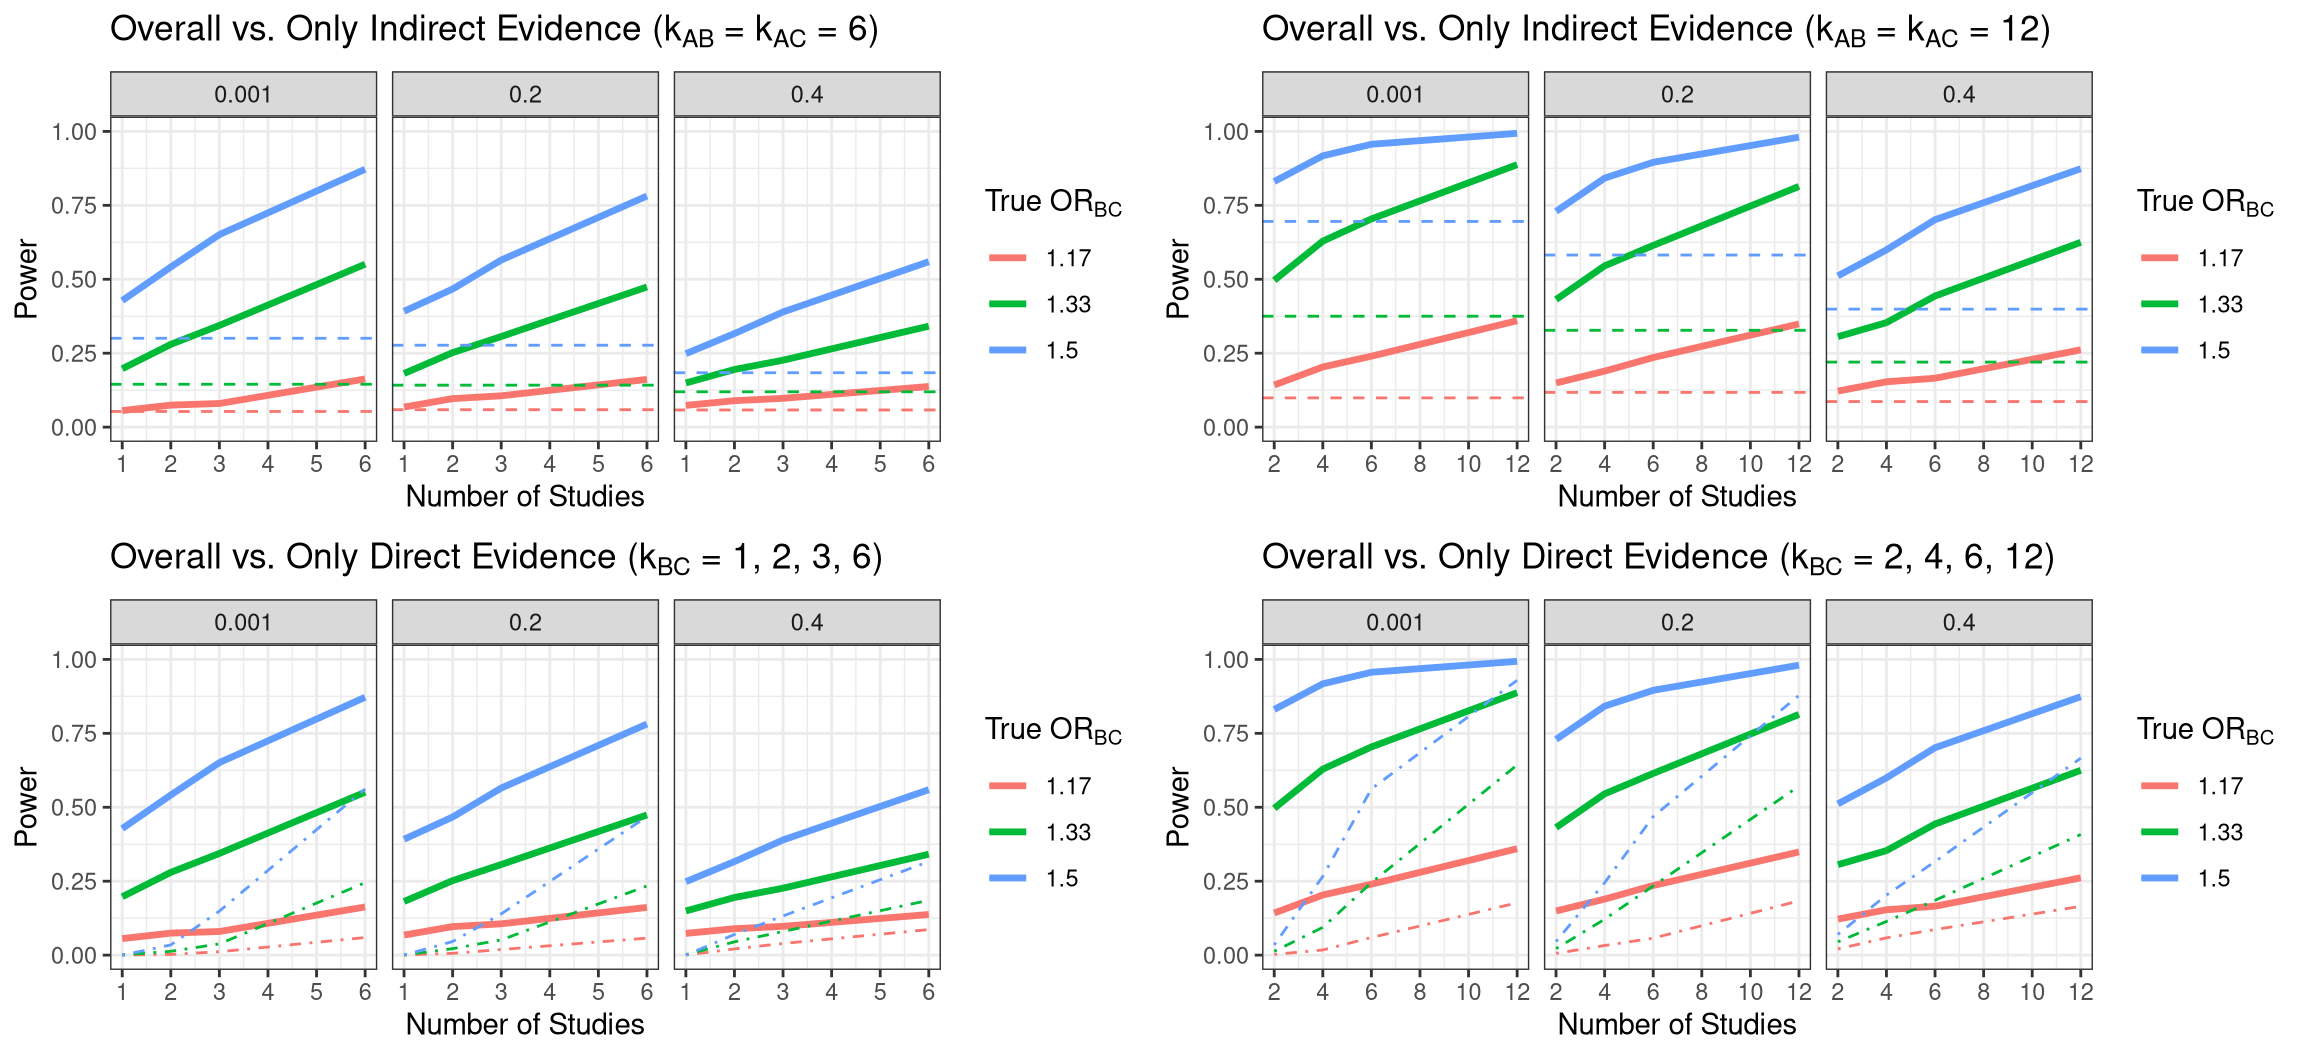 Overall vs. Only Indirect Evidence (kAB = kAC = 6)
0.001 0.2 0.4
1.00
0.75
0.50
0.25
0.00
Power
1 2 3 4 5 6 1 2 3 4 5 6 1 2 3 4 5 6
Number of Studies
True ORBC
1.17
1.33
1.5
Overall vs. Only Indirect Evidence (kAB = kAC = 12)
0.001 0.2 0.4
1.00
0.75
0.50
0.25
0.00
Power
2 4 6 8 10 12 2 4 6 8 10 12 2 4 6 8 10 12
Number of Studies
True ORBC
1.17
1.33
1.5
Overall vs. Only Direct Evidence (kBC = 1, 2, 3, 6)
0.001 0.2 0.4
1.00
0.75
0.50
0.25
0.00
Power
1 2 3 4 5 6 1 2 3 4 5 6 1 2 3 4 5 6
Number of Studies
True ORBC
1.17
1.33
1.5
Overall vs. Only Direct Evidence (kBC = 2, 4, 6, 12)
0.001 0.2 0.4
1.00
0.75
0.50
0.25
0.00
Power
2 4 6 8 10 12 2 4 6 8 10 12 2 4 6 8 10 12
Number of Studies
True ORBC
1.17
1.33
1.5